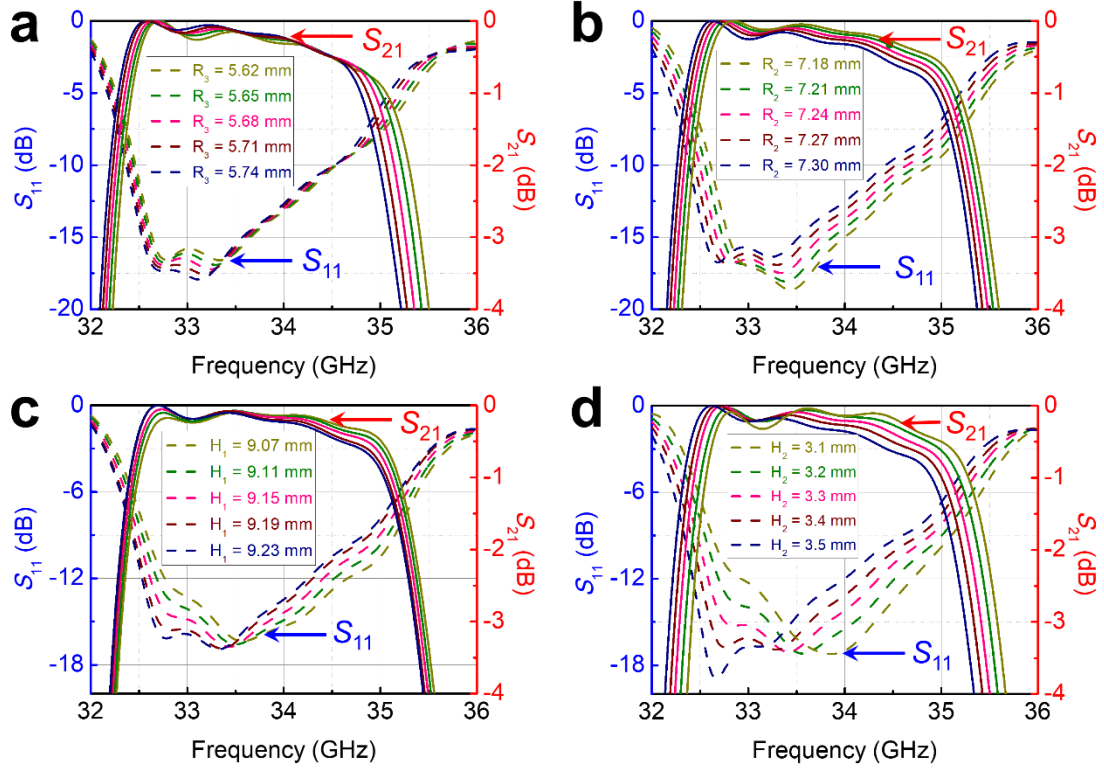 a
0
-5
-10
-15
-20
S11 (dB)
0
-1
-2
-3
-4
S21 (dB)
S21
R3 = 5.62 mm
R3 = 5.65 mm
R3 = 5.68 mm
R3 = 5.71 mm
R3 = 5.74 mm
S11
32 33 34 35 36
Frequency (GHz)
b
0
-5
-10
-15
-20
S11 (dB)
0
-1
-2
-3
-4
S21 (dB)
S21
R2 = 7.18 mm
R2 = 7.21 mm
R2 = 7.24 mm
R2 = 7.27 mm
R2 = 7.30 mm
S11
32 33 34 35 36
Frequency (GHz)
c
0
-6
-12
-18
S11 (dB)
0
-1
-2
-3
-4
S21 (dB)
S21
H1 = 9.07 mm
H1 = 9.11 mm
H1 = 9.15 mm
H1 = 9.19 mm
H1 = 9.23 mm
S11
32 33 34 35 36
Frequency (GHz)
d
0
-6
-12
-18
S11 (dB)
0
-1
-2
-3
-4
S21 (dB)
S21
H2 = 3.1 mm
H2 = 3.2 mm
H2 = 3.3 mm
H2 = 3.4 mm
H2 = 3.5 mm
S11
32 33 34 35 36
Frequency (GHz)